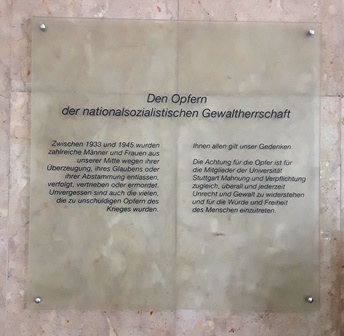 Den Opfern
der nationalsozialistischen Gewaltherrschaft
Zwischen 1933 und 1945 wurden
zahlreiche Männer und Frauen aus
unserer Mitte wegen ihrer
Überzeugung, ihres Glaubens oder
ihrer Abstammung entlassen,
verfolgt, vertrieben oder ermordet.
Unvergessen sind auch die vielen,
die zu unschuldigen Opfern des
Krieges wurden.
Ihnen allen gilt unser Gedenken.
Die Achtung für die Opfer ist für
die Mitglieder der Universität
Stuttgart Mahnung und Verpflichtung
zugleich, überall und jederzeit
Unrecht und Gewalt zu widerstehen
und für die Würde und Freiheit
des Menschen einzutreten.